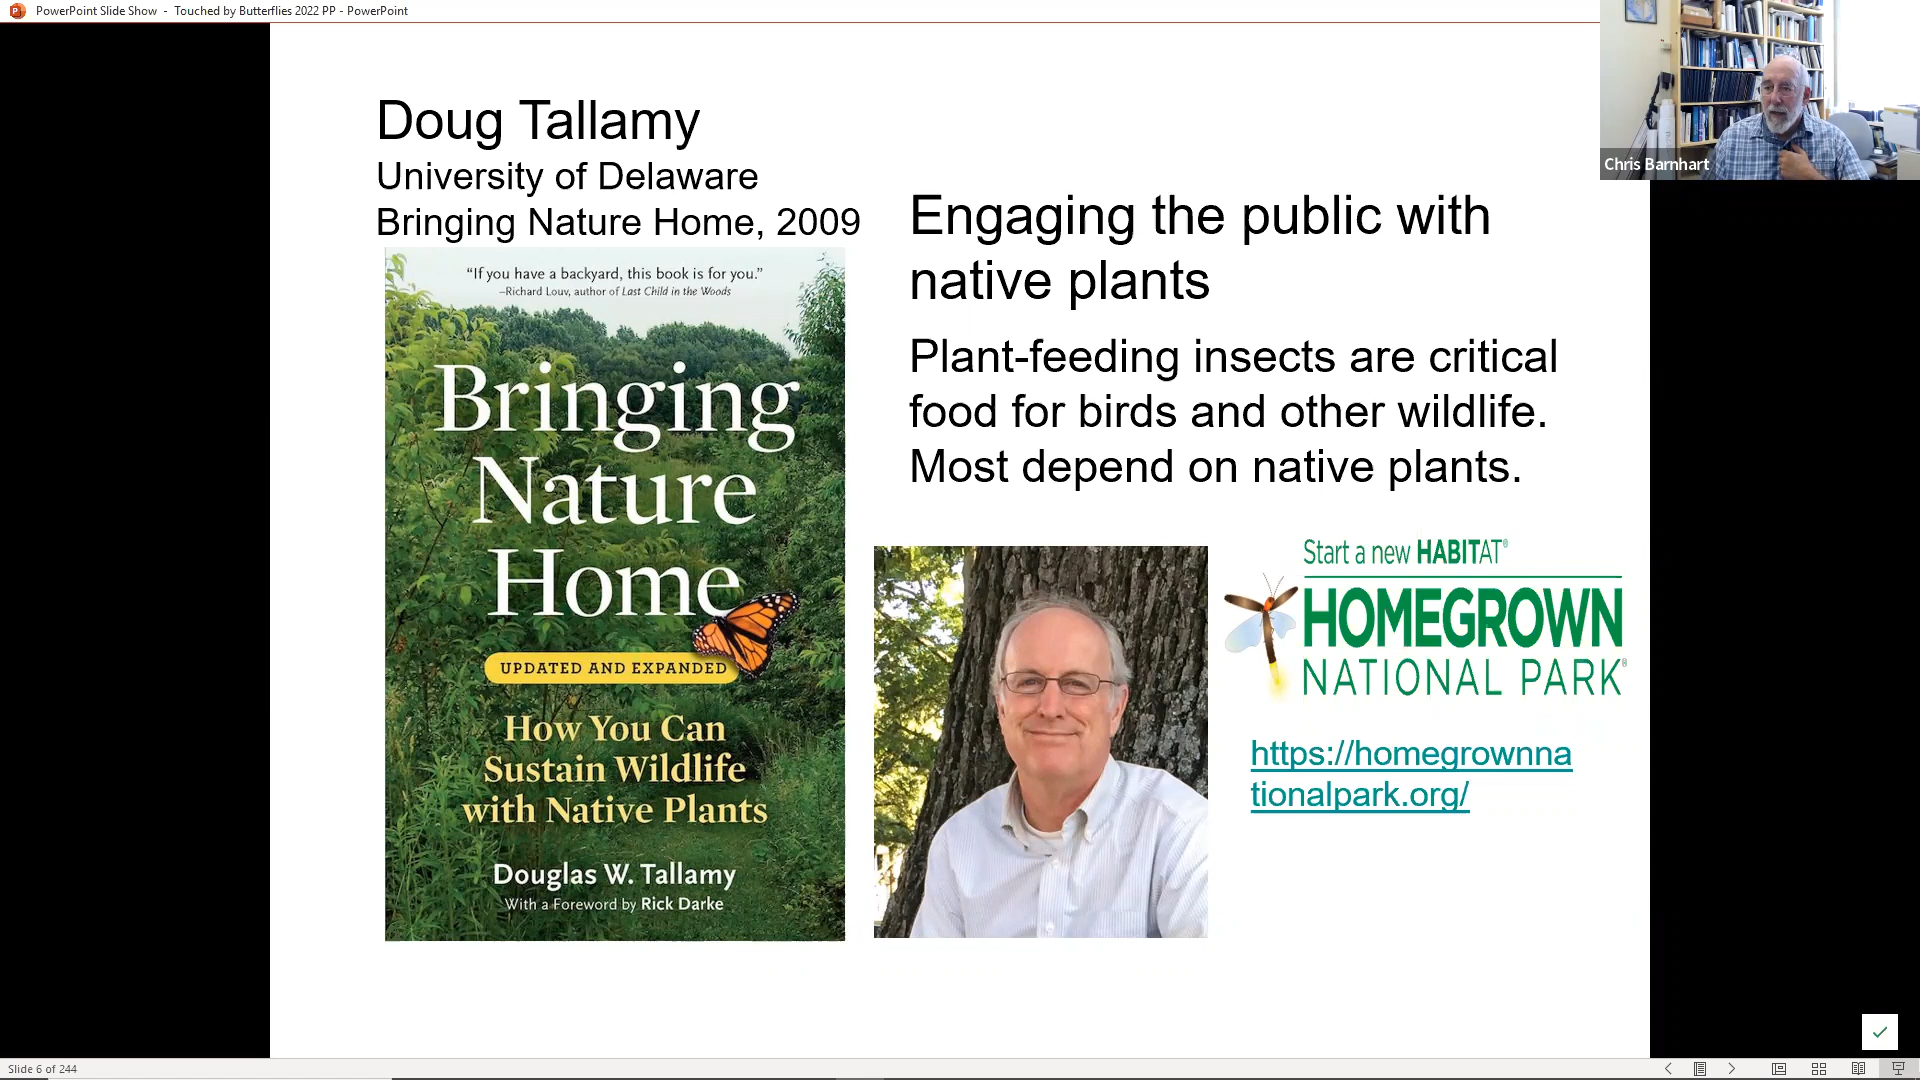 PowerPoint Slide Show - Touched by Butterflies 2022 PP - PowerPoint
Chris Barnhart
Doug Tallamy
University of Delaware
Bringing Nature Home, 2009
“If you have a backyard, this book is for you.”
–Richard Louv, author of Last Child in the Woods
Bringing
Nature
Home
UPDATED AND EXPANDED
How You Can
Sustain Wildlife
with Native Plants
Douglas W. Tallamy
With a Foreword by Rick Darke
Engaging the public with
native plants
Plant-feeding insects are critical
food for birds and other wildlife.
Most depend on native plants.
Start a new HABITAT®
HOMEGROWN
NATIONAL PARK®
https://homegrownna
tionalpark.org/
Slide 6 of 244